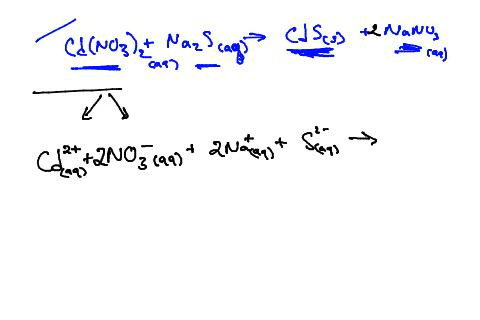 Cd(NO3)2(aq) + Na2S(aq) → CdS(s) + 2NaNO3(aq)
Cd²⁺(aq) + 2NO3⁻(aq) + 2Na⁺(aq) + S²⁻(aq) →